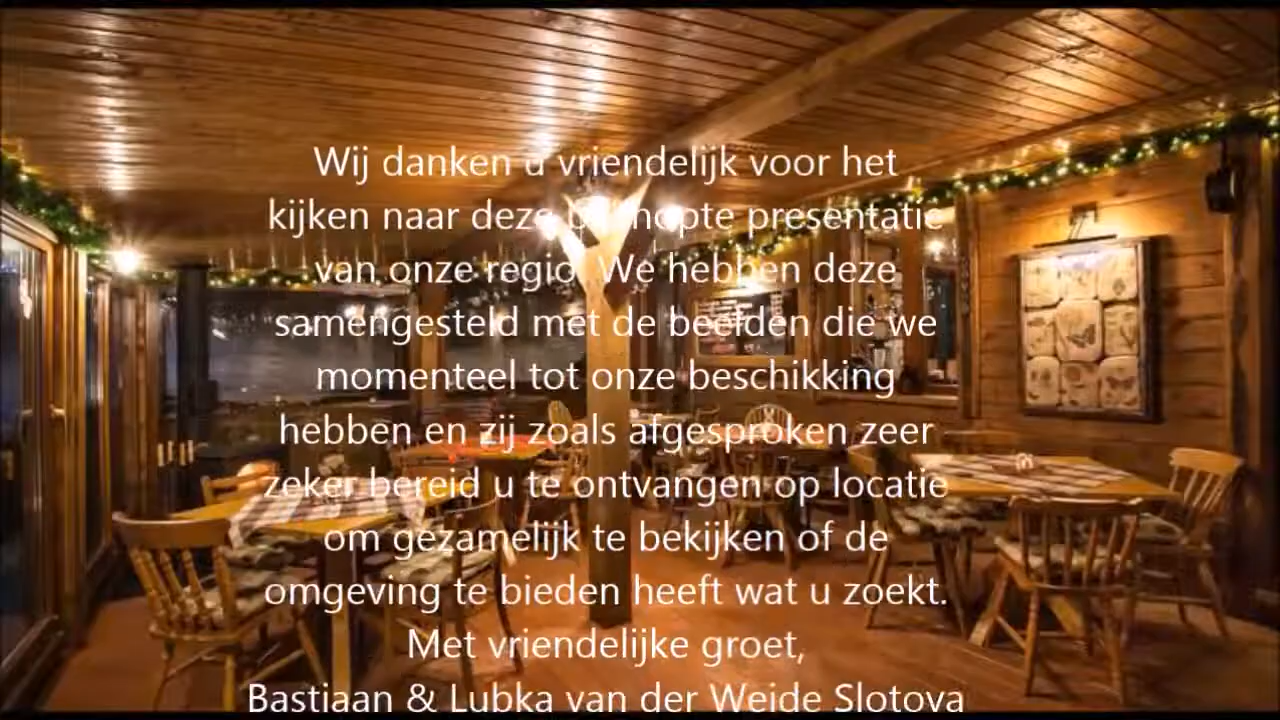 Wij danken u vriendelijk voor het
kijken naar deze beknopte presentatie
van onze regio. We hebben deze
samengesteld met de beelden die we
momenteel tot onze beschikking
hebben en zij zoals afgesproken zeer
zeker bereid u te ontvangen op locatie
om gezamelijk te bekijken of de
omgeving te bieden heeft wat u zoekt.
Met vriendelijke groet,
Bastiaan & Lubka van der Weide Slotova